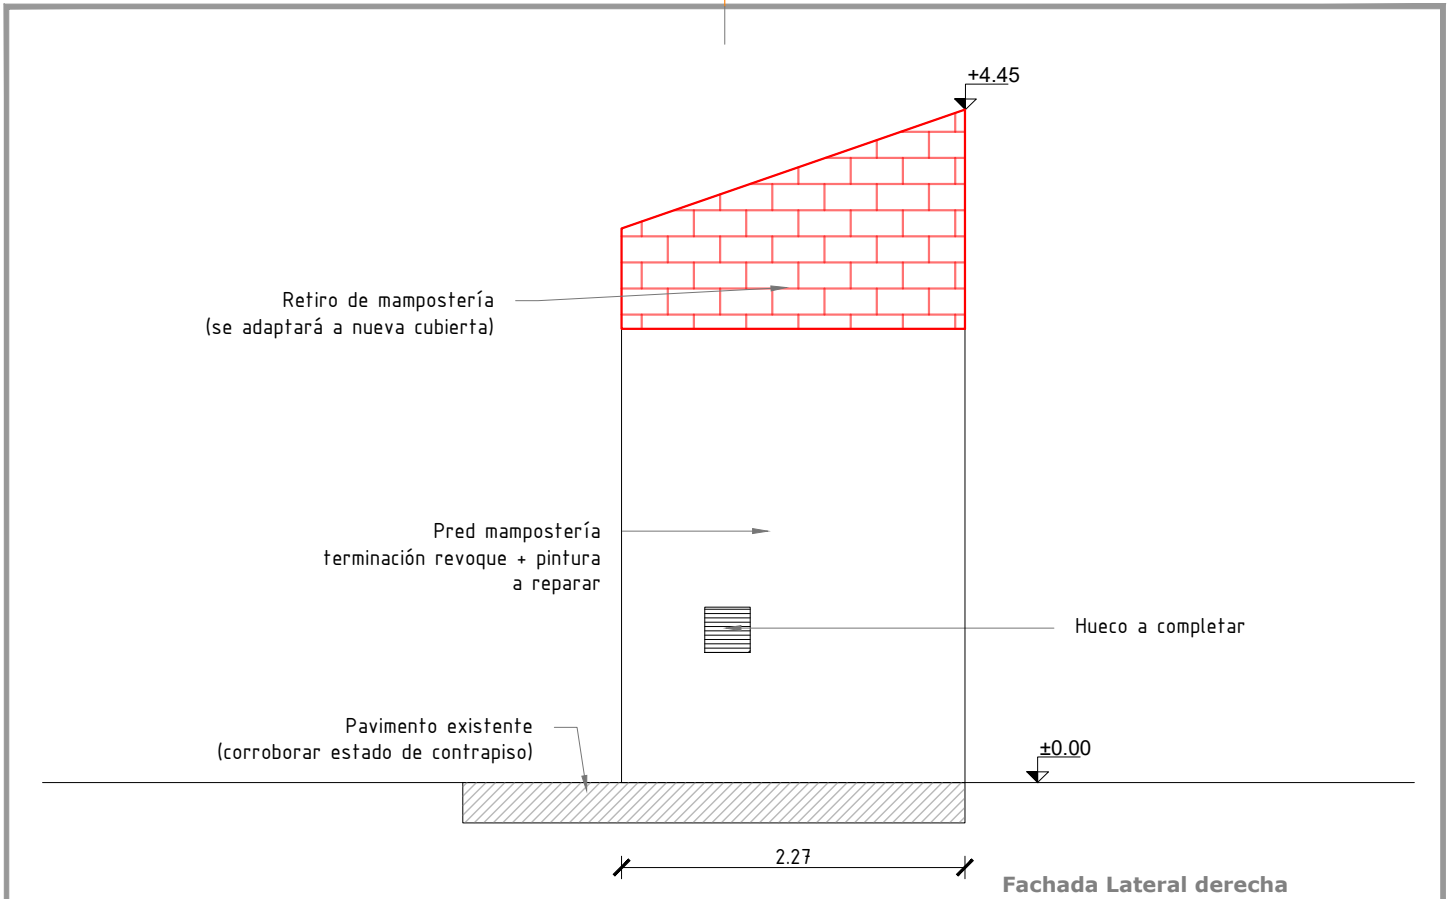 +4.45
Retiro de mampostería
(se adaptará a nueva cubierta)
Pred mampostería
terminación revoque + pintura
a reparar
Hueco a completar
Pavimento existente
(corroborar estado de contrapiso)
±0.00
2.27
Fachada Lateral derecha